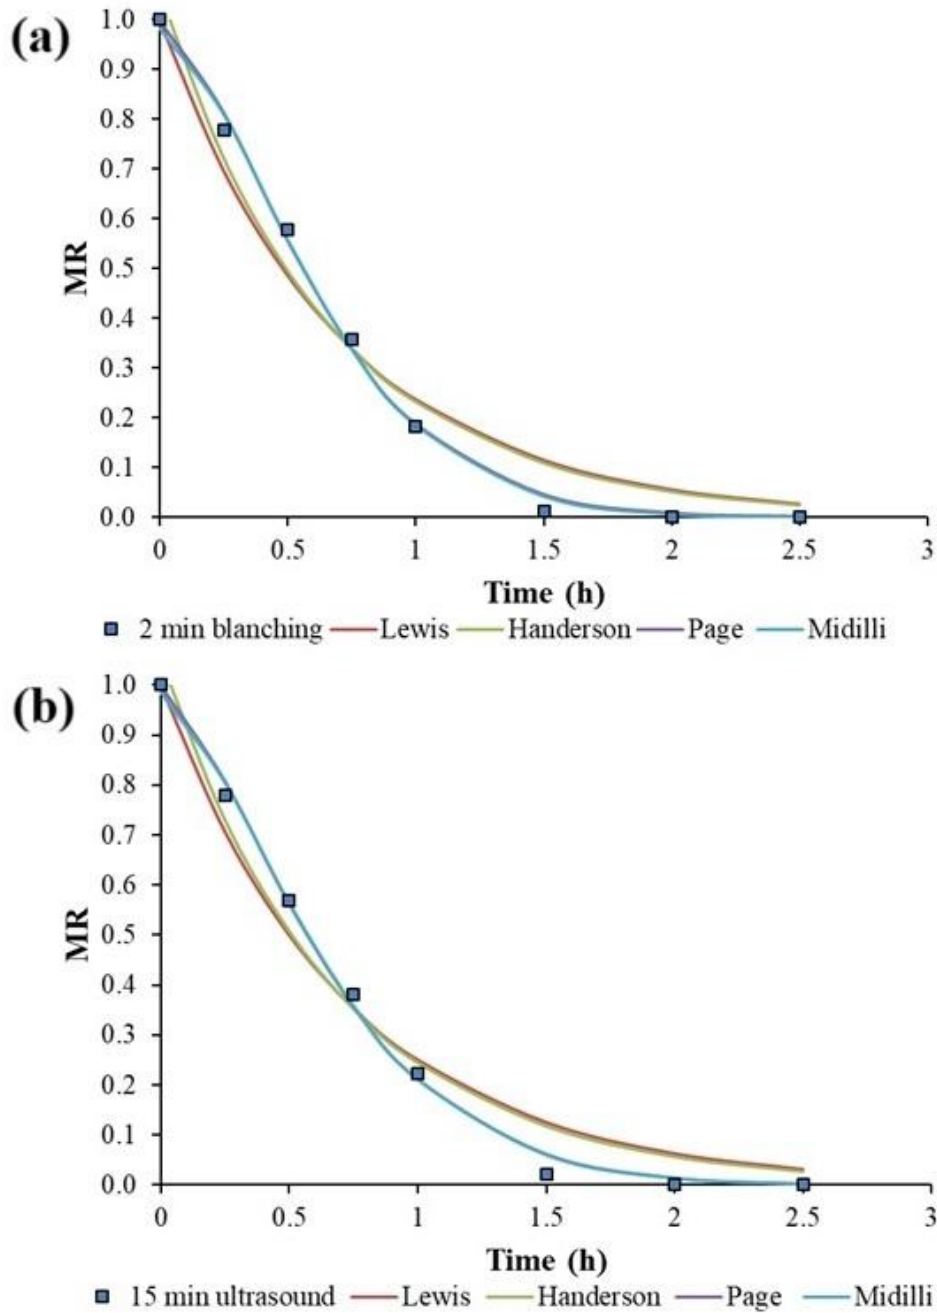 (a)
1.0
0.9
0.8
0.7
0.6
0.5
0.4
0.3
0.2
0.1
0.0
MR
0 0.5 1 1.5 2 2.5 3
Time (h)
2 min blanching Lewis Handerson Page Midilli
(b)
1.0
0.9
0.8
0.7
0.6
0.5
0.4
0.3
0.2
0.1
0.0
MR
0 0.5 1 1.5 2 2.5 3
Time (h)
15 min ultrasound Lewis Handerson Page Midilli